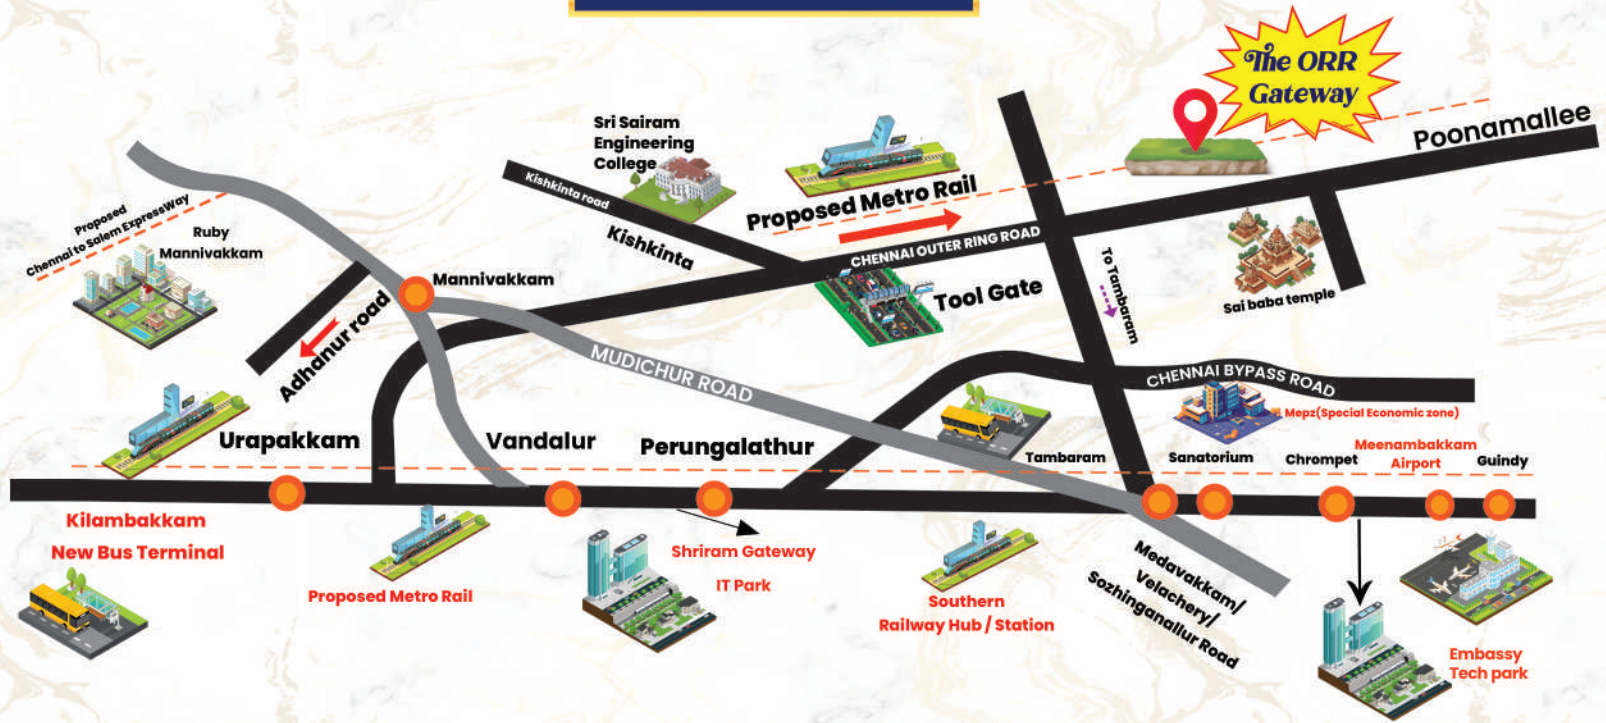 The ORR
Gateway
Poonamallee
Sri Sairam
Engineering
College
Kishkinta road
Kishkinta
Proposed Metro Rail
CHENNAI OUTER RING ROAD
Proposed
Chennai to Salem ExpressWay
Ruby
Mannivakkam
Mannivakkam
Adhanur road
Tool Gate
To Tambaram
Sai baba temple
MUDICHUR ROAD
CHENNAI BYPASS ROAD
Mepz(Special Economic zone)
Urapakkam
Vandalur
Perungalathur
Tambaram
Sanatorium
Chrompet
Meenambakkam
Airport
Guindy
Kilambakkam
New Bus Terminal
Proposed Metro Rail
Shriram Gateway
IT Park
Southern
Railway Hub / Station
Medavakkam/
Velachery/
Sozhinganallur Road
Embassy
Tech park